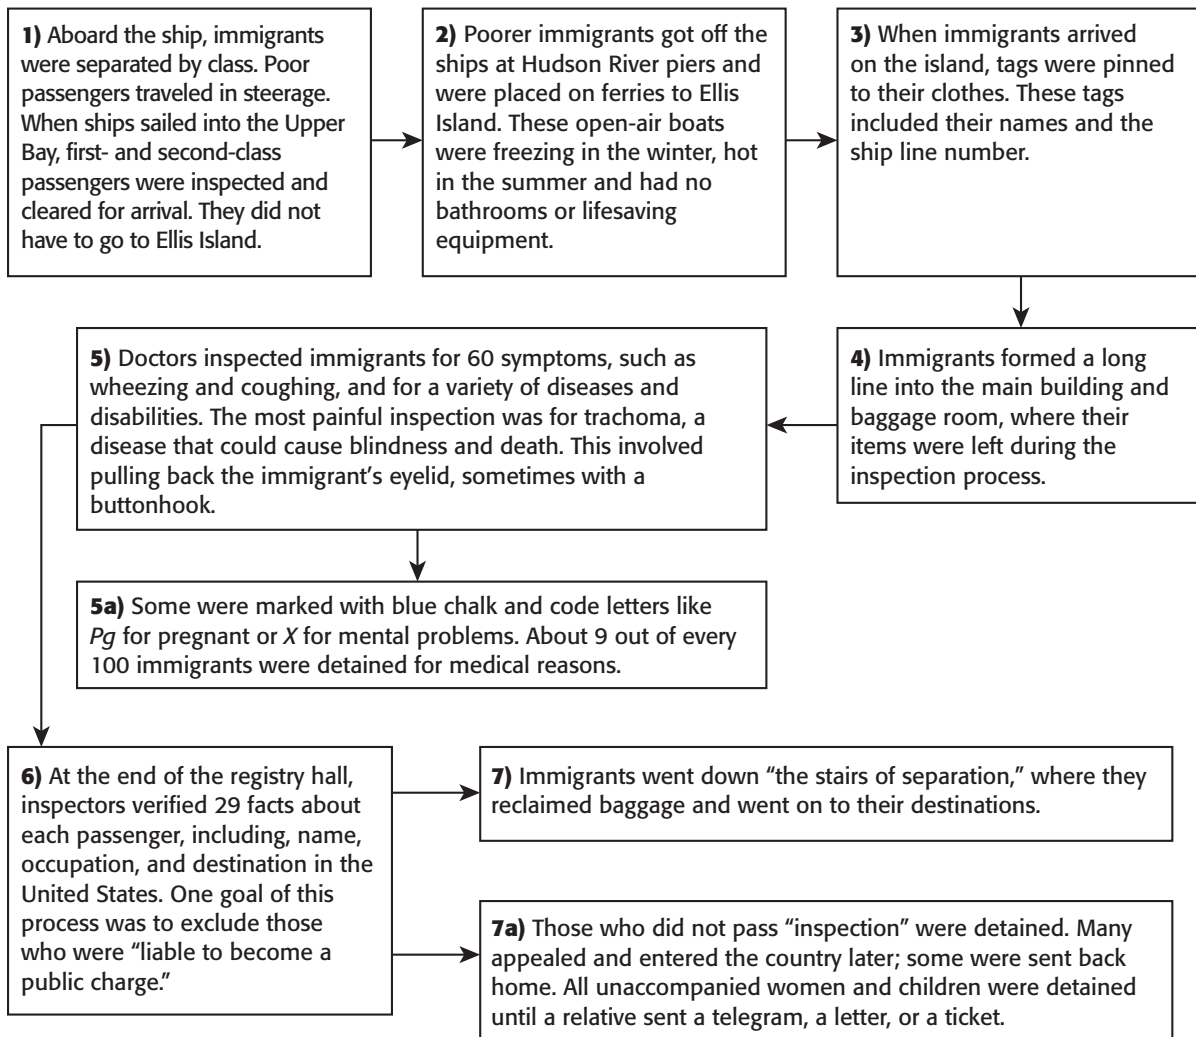 1) Aboard the ship, immigrants
were separated by class. Poor
passengers traveled in steerage.
When ships sailed into the Upper
Bay, first- and second-class
passengers were inspected and
cleared for arrival. They did not
have to go to Ellis Island.
2) Poorer immigrants got off the
ships at Hudson River piers and
were placed on ferries to Ellis
Island. These open-air boats
were freezing in the winter, hot
in the summer and had no
bathrooms or lifesaving
equipment.
3) When immigrants arrived
on the island, tags were pinned
to their clothes. These tags
included their names and the
ship line number.
4) Immigrants formed a long
line into the main building and
baggage room, where their
items were left during the
inspection process.
5) Doctors inspected immigrants for 60 symptoms, such as
wheezing and coughing, and for a variety of diseases and
disabilities. The most painful inspection was for trachoma, a
disease that could cause blindness and death. This involved
pulling back the immigrant’s eyelid, sometimes with a
buttonhook.
5a) Some were marked with blue chalk and code letters like
Pg for pregnant or X for mental problems. About 9 out of every
100 immigrants were detained for medical reasons.
6) At the end of the registry hall,
inspectors verified 29 facts about
each passenger, including, name,
occupation, and destination in the
United States. One goal of this
process was to exclude those
who were “liable to become a
public charge.”
7) Immigrants went down “the stairs of separation,” where they
reclaimed baggage and went on to their destinations.
7a) Those who did not pass “inspection” were detained. Many
appealed and entered the country later; some were sent back
home. All unaccompanied women and children were detained
until a relative sent a telegram, a letter, or a ticket.